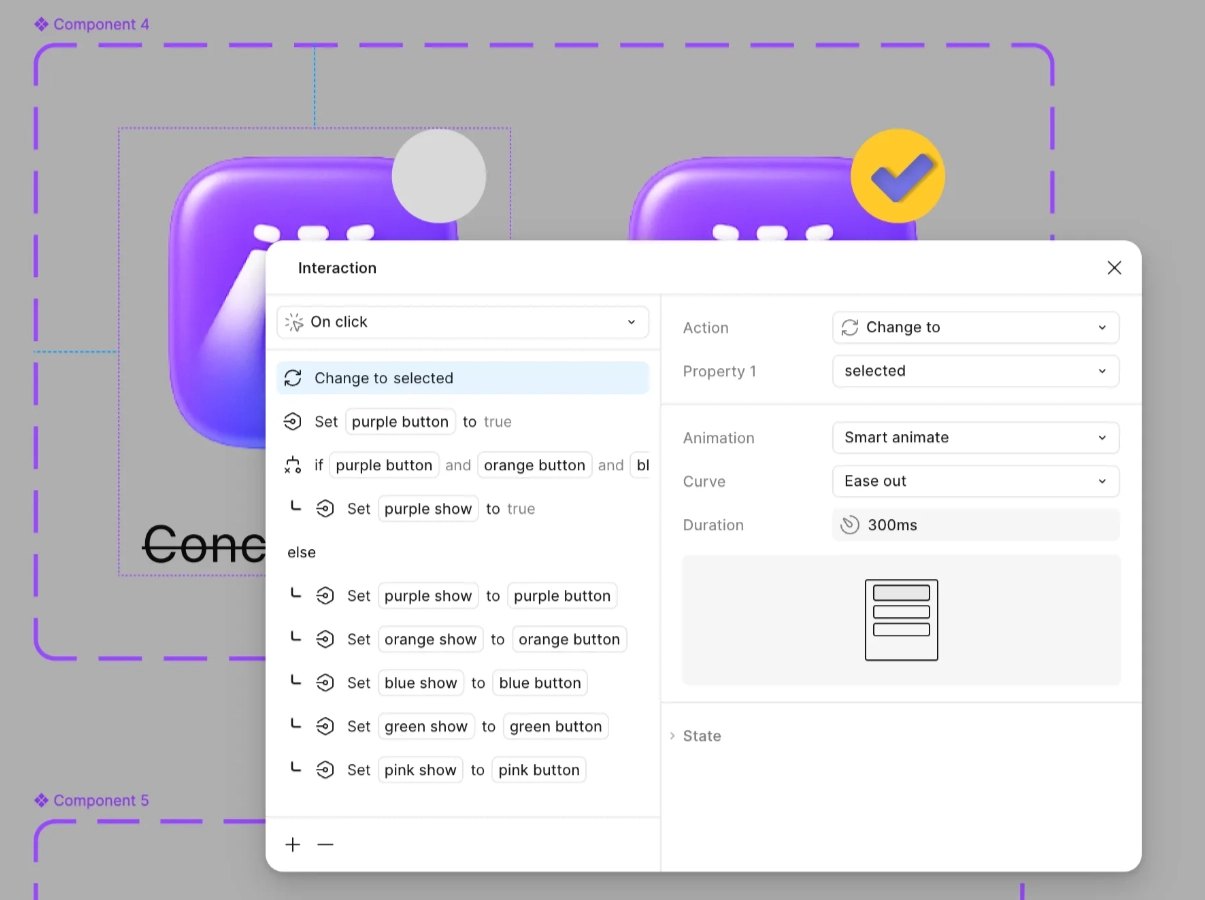 Component 4
Interaction
On click
Change to selected
Set purple button to true
if purple button and orange button and bl
Set purple show to true
else
Set purple show to purple button
Set orange show to orange button
Set blue show to blue button
Set green show to green button
Set pink show to pink button
Action Change to
Property 1 selected
Animation Smart animate
Curve Ease out
Duration 300ms
State
Conc
Component 5